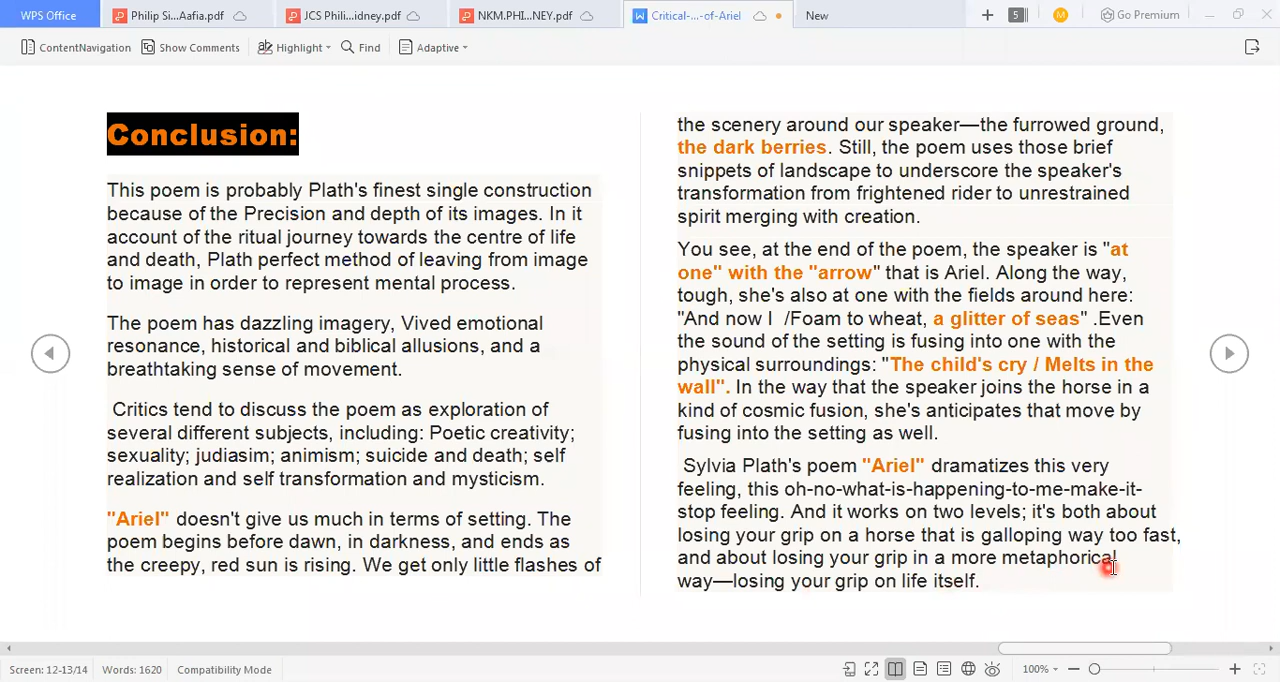 WPS Office
Philip Si...Aafia.pdf
JCS Phili...idney.pdf
NKM.PHI...NEY.pdf
Critical-...-of-Ariel
New
5
M
Go Premium
ContentNavigation
Show Comments
Highlight
Find
Adaptive
Conclusion:
This poem is probably Plath's finest single construction
because of the Precision and depth of its images. In it
account of the ritual journey towards the centre of life
and death, Plath perfect method of leaving from image
to image in order to represent mental process.
The poem has dazzling imagery, Vived emotional
resonance, historical and biblical allusions, and a
breathtaking sense of movement.
Critics tend to discuss the poem as exploration of
several different subjects, including: Poetic creativity;
sexuality; judiasim; animism; suicide and death; self
realization and self transformation and mysticism.
"Ariel" doesn't give us much in terms of setting. The
poem begins before dawn, in darkness, and ends as
the creepy, red sun is rising. We get only little flashes of
the scenery around our speaker—the furrowed ground,
the dark berries. Still, the poem uses those brief
snippets of landscape to underscore the speaker's
transformation from frightened rider to unrestrained
spirit merging with creation.
You see, at the end of the poem, the speaker is "at
one" with the "arrow" that is Ariel. Along the way,
tough, she's also at one with the fields around here:
"And now I /Foam to wheat, a glitter of seas" .Even
the sound of the setting is fusing into one with the
physical surroundings: "The child's cry / Melts in the
wall". In the way that the speaker joins the horse in a
kind of cosmic fusion, she's anticipates that move by
fusing into the setting as well.
Sylvia Plath's poem "Ariel" dramatizes this very
feeling, this oh-no-what-is-happening-to-me-make-it-
stop feeling. And it works on two levels; it's both about
losing your grip on a horse that is galloping way too fast,
and about losing your grip in a more metaphorical
way—losing your grip on life itself.
Screen: 12-13/14
Words: 1620
Compatibility Mode
100%